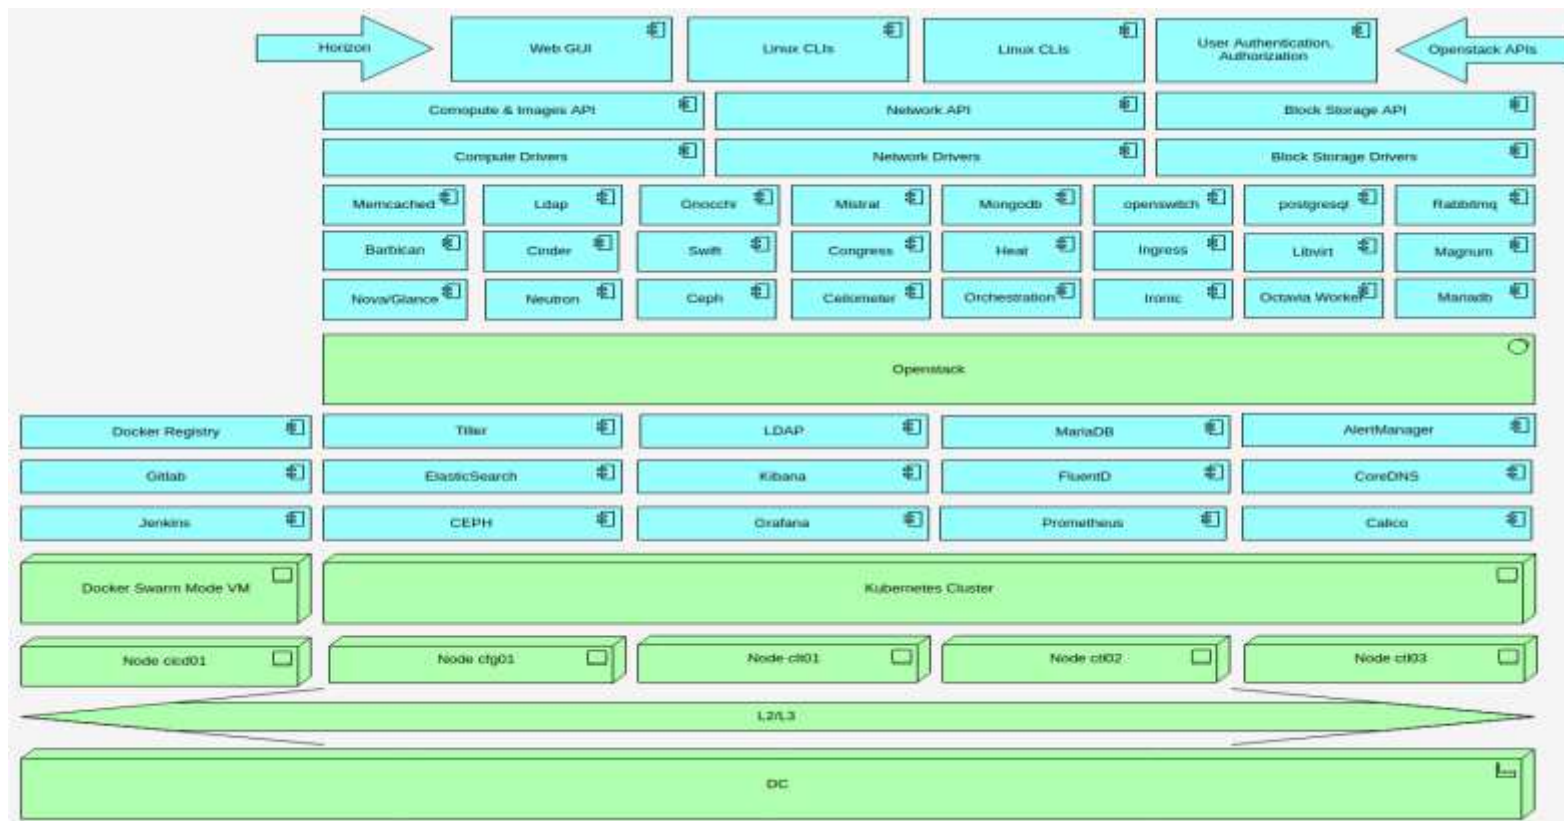 Horizon
Web GUI
Linux CLIs
Linux CLIs
User Authentication,
Authorization
Openstack APIs
Comopute & Images API
Network API
Block Storage API
Compute Drivers
Network Drivers
Block Storage Drivers
Memcached
Ldap
Gnocchi
Mistral
Mongodb
openswitch
postgresql
Rabbitmq
Barbican
Cinder
Swift
Congress
Heat
Ingress
Libvirt
Magnum
Nova/Glance
Neutron
Ceph
Ceilometer
Orchestration
Ironic
Octavia Worker
Mariadb
Openstack
Docker Registry
Tiller
LDAP
MariaDB
AlertManager
Gitlab
ElasticSearch
Kibana
FluentD
CoreDNS
Jenkins
CEPH
Grafana
Prometheus
Calico
Docker Swarm Mode VM
Kubernetes Cluster
Node cicd01
Node cfg01
Node ctl01
Node ctl02
Node ctl03
L2/L3
DC